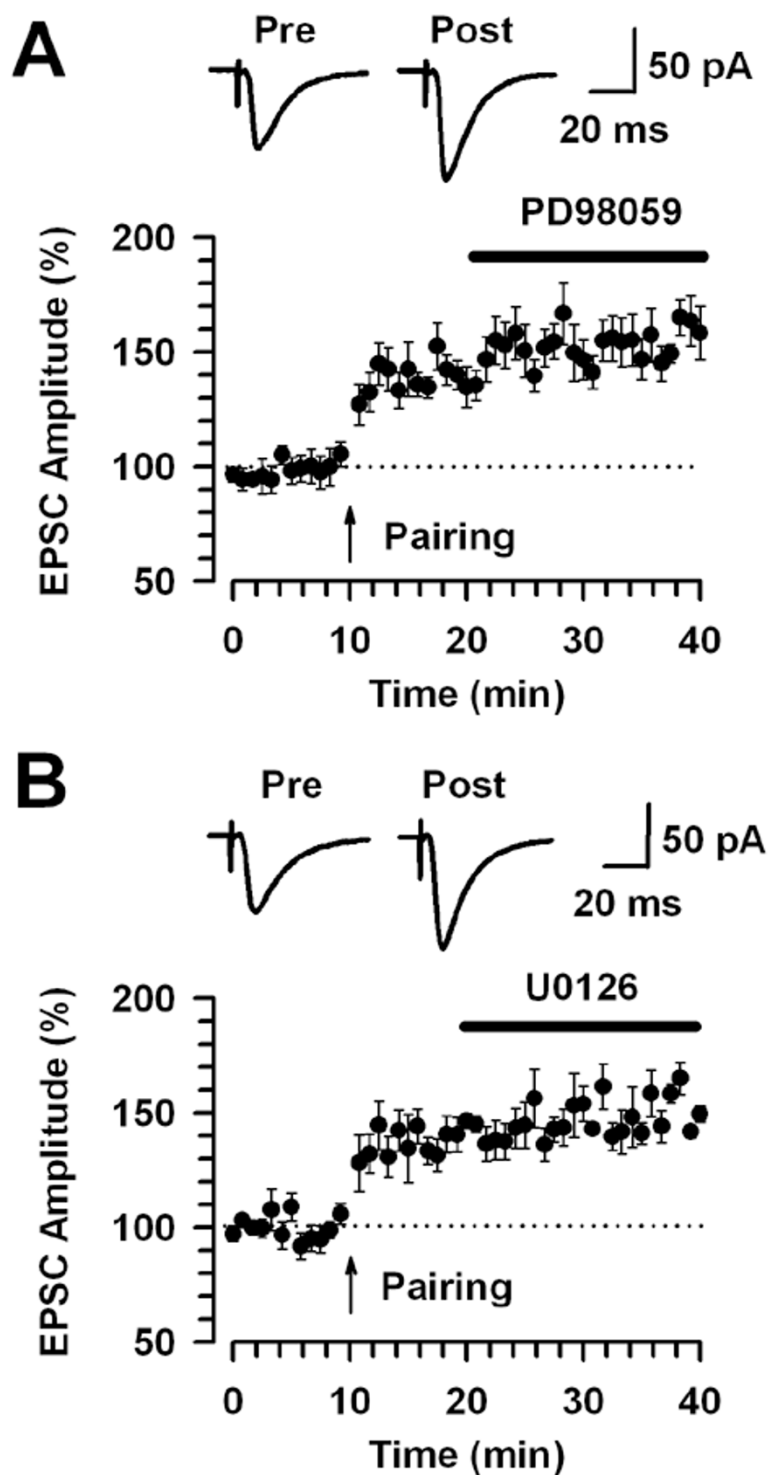 A
Pre Post
50 pA
20 ms
PD98059
EPSC Amplitude (%)
200
150
100
50
Pairing
0 10 20 30 40
Time (min)
B
Pre Post
50 pA
20 ms
U0126
EPSC Amplitude (%)
200
150
100
50
Pairing
0 10 20 30 40
Time (min)